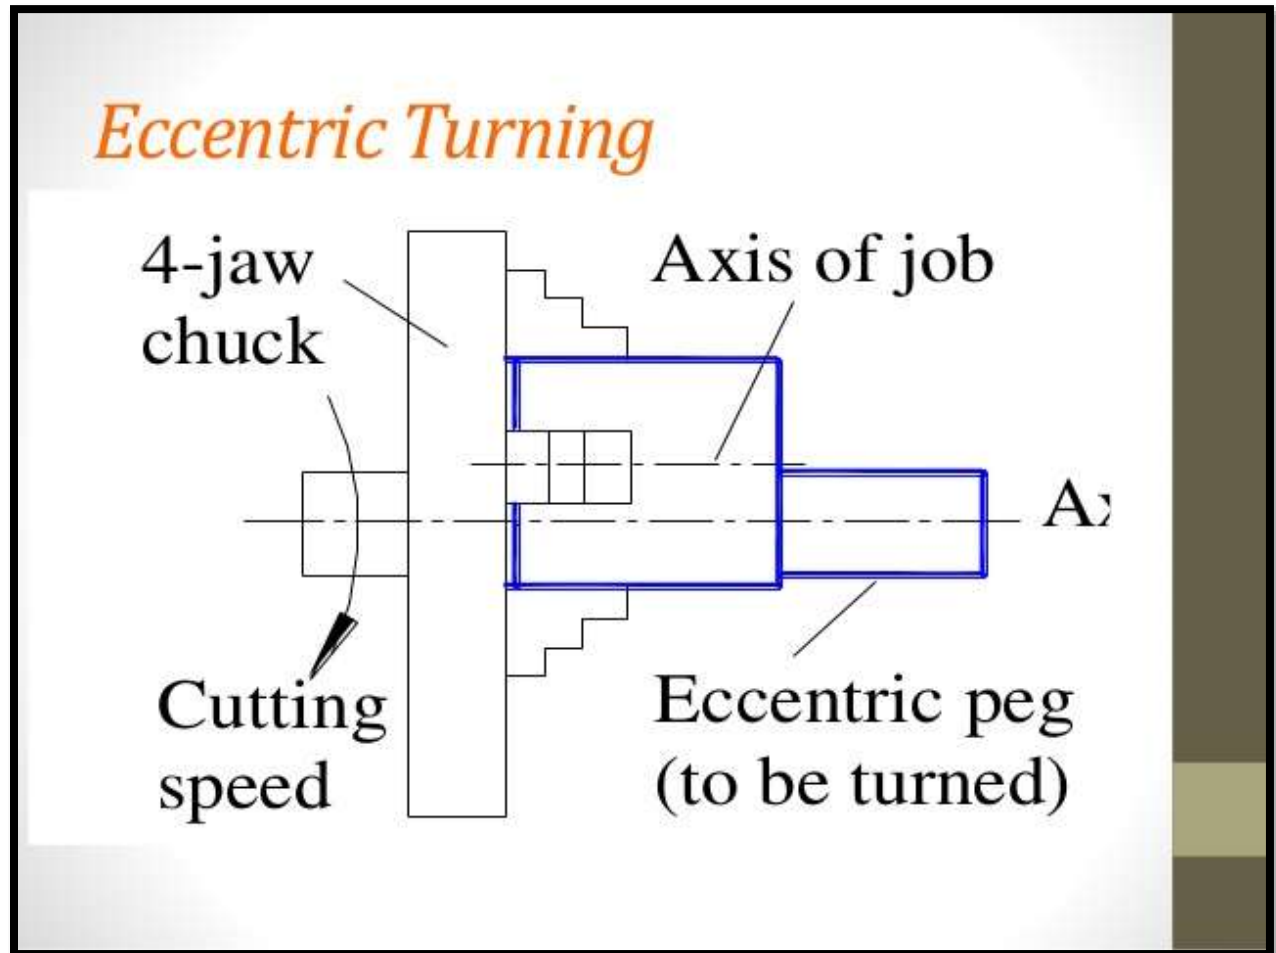 Eccentric Turning
4-jaw
chuck
Axis of job
Cutting
speed
Eccentric peg
(to be turned)